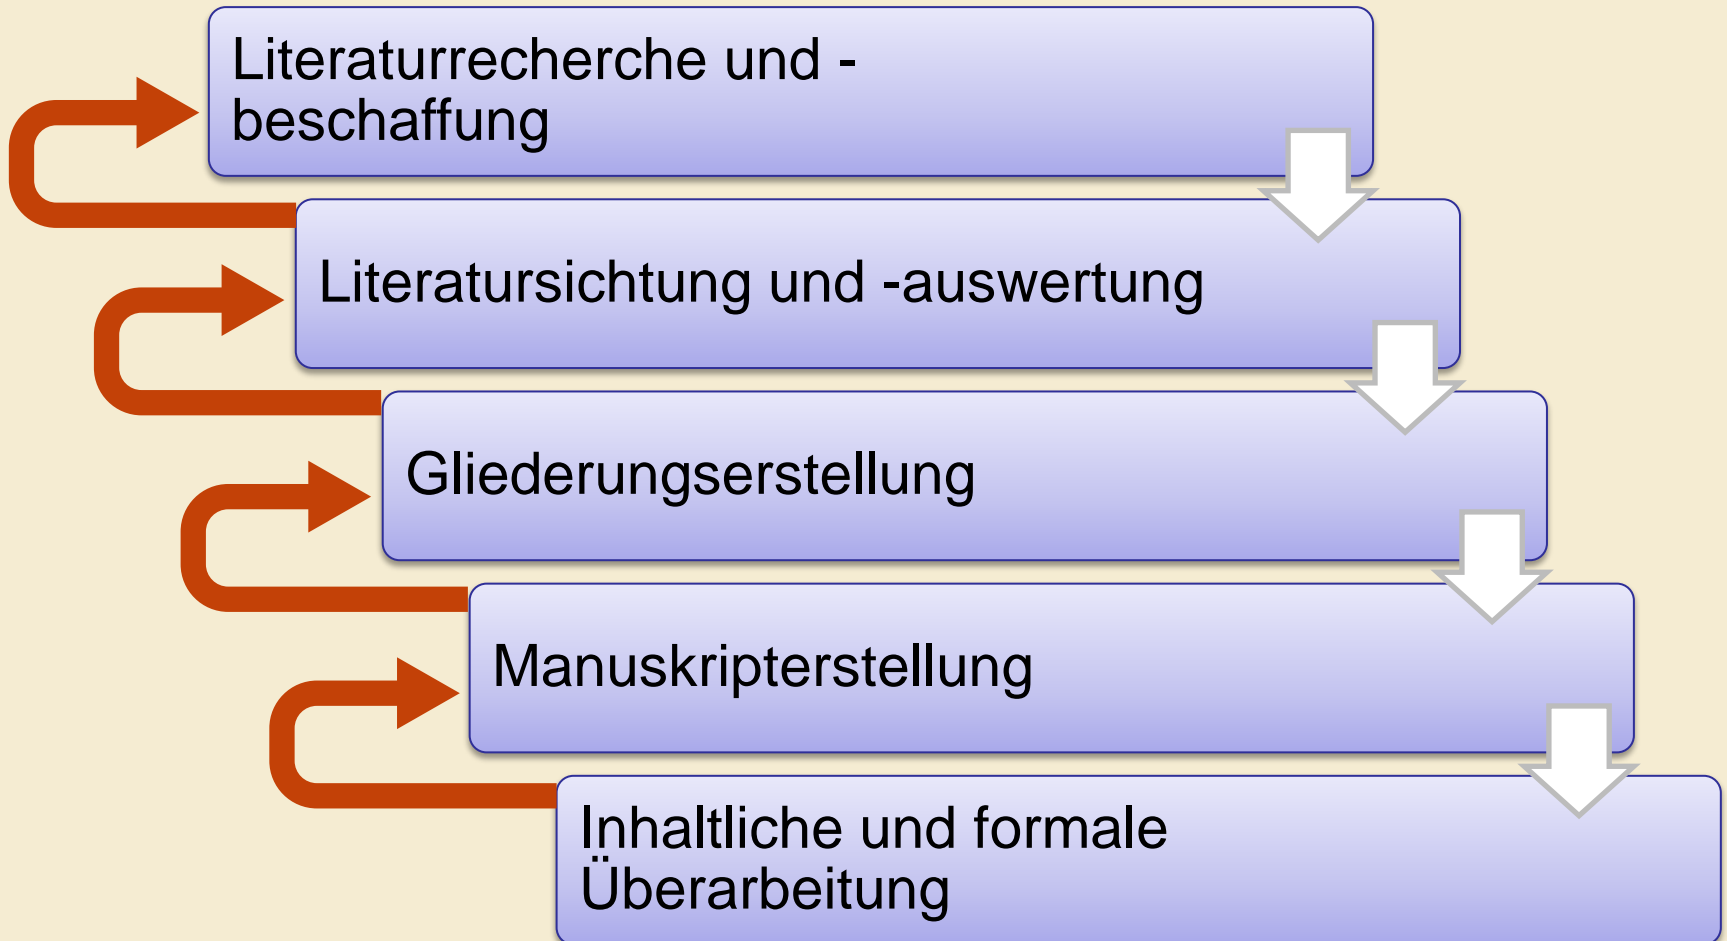 Literaturrecherche und -
beschaffung
Literatursichtung und -auswertung
Gliederungserstellung
Manuskripterstellung
Inhaltliche und formale
Überarbeitung